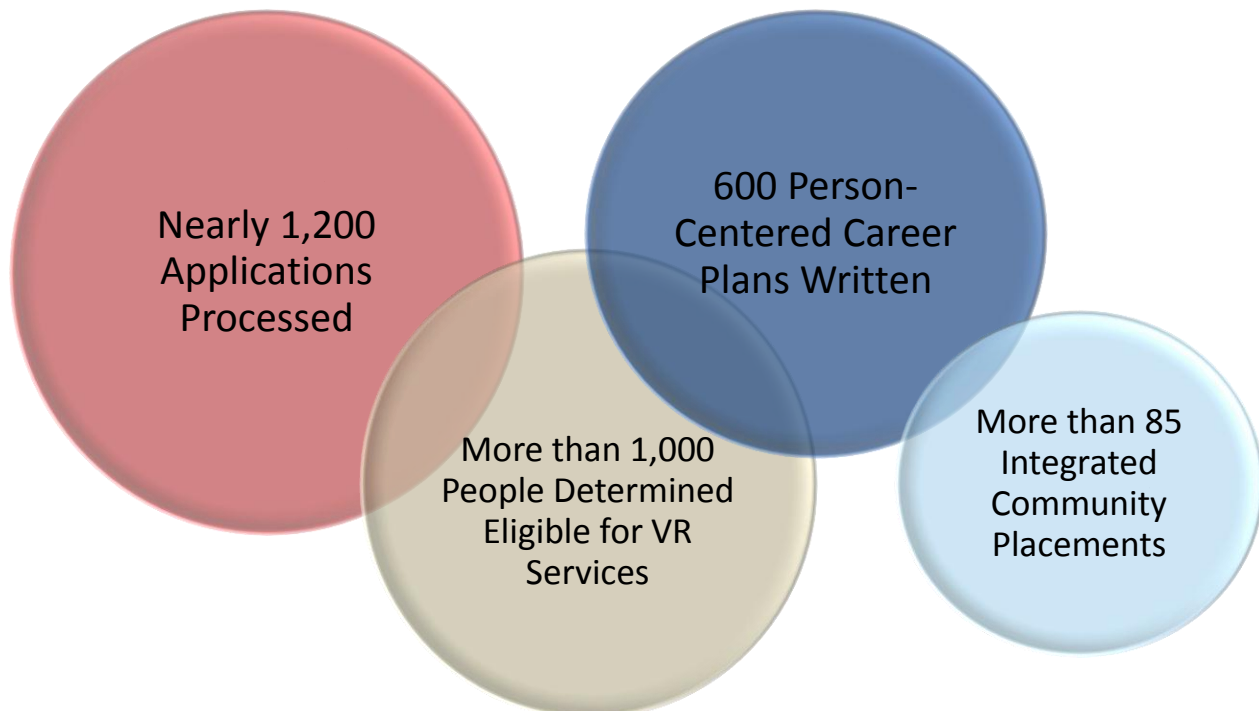 Nearly 1,200
Applications
Processed
More than 1,000
People Determined
Eligible for VR
Services
600 Person-
Centered Career
Plans Written
More than 85
Integrated
Community
Placements